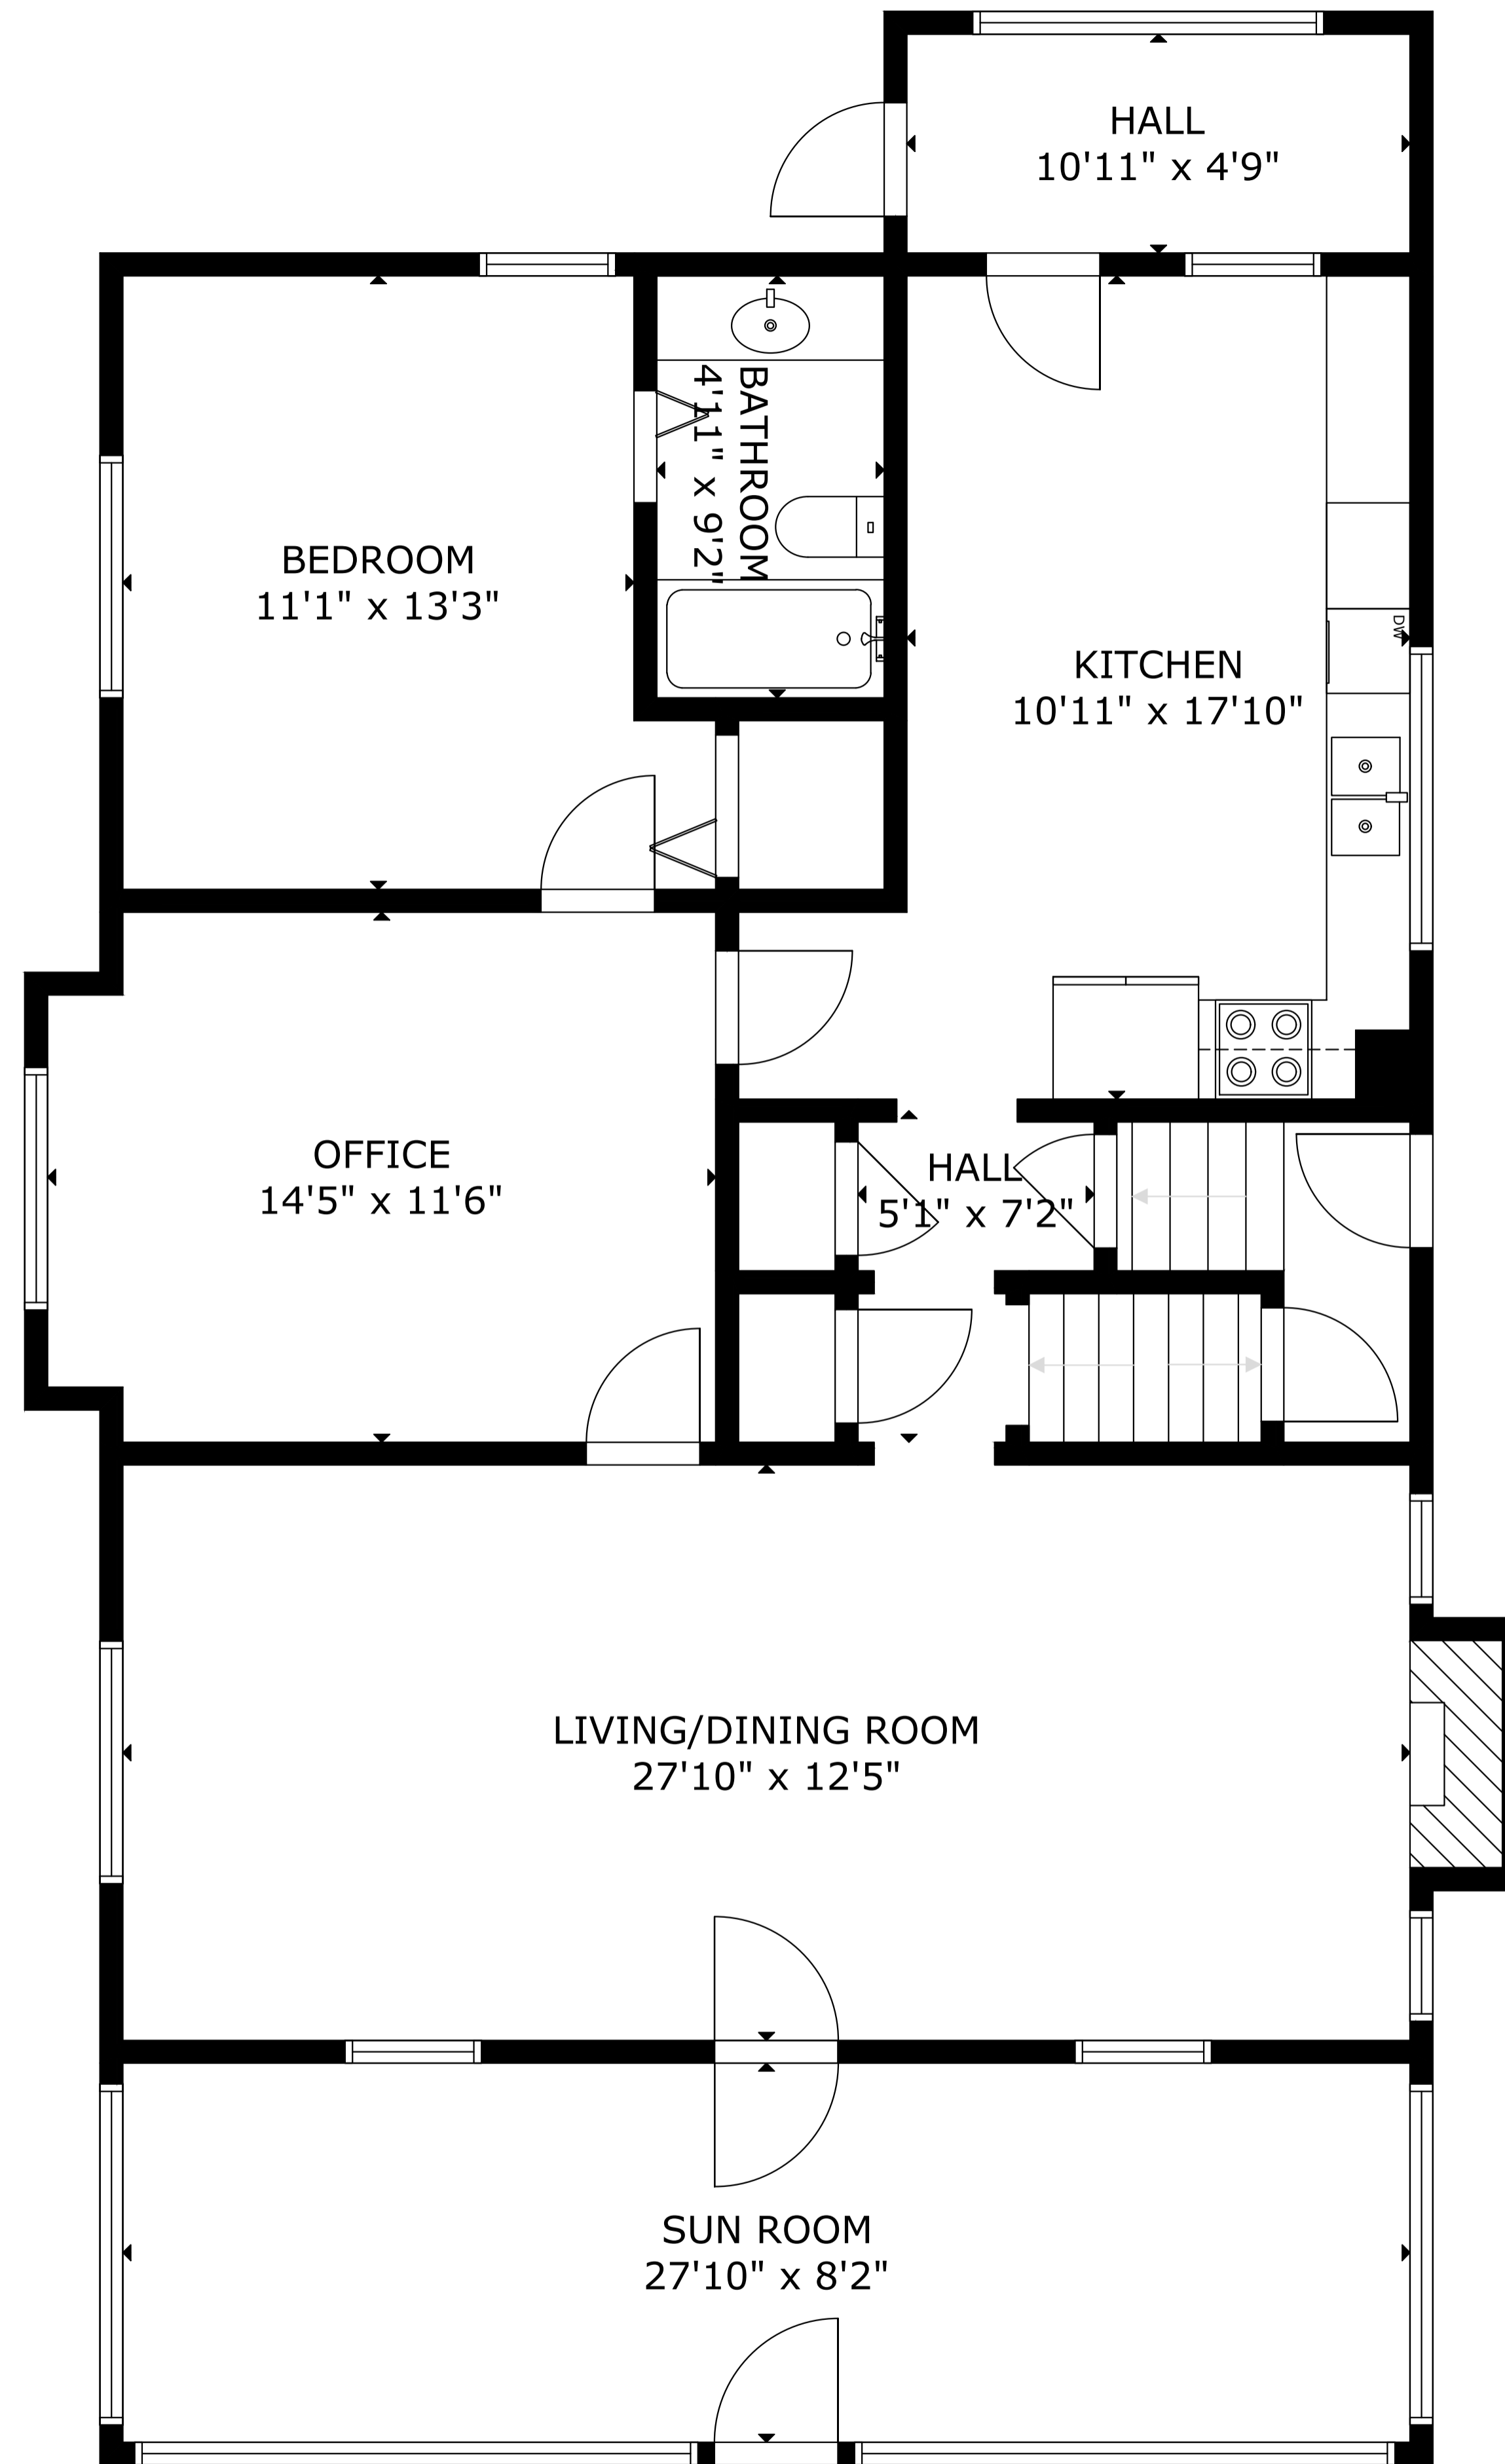 HALL
10'11" x 4'9"
BATHROOM
4'11" x 9'2"
BEDROOM
11'1" x 13'3"
DW
KITCHEN
10'11" x 17'10"
OFFICE
14'5" x 11'6"
HALL
5'1" x 7'2"
LIVING/DINING ROOM
27'10" x 12'5"
SUN ROOM
27'10" x 8'2"